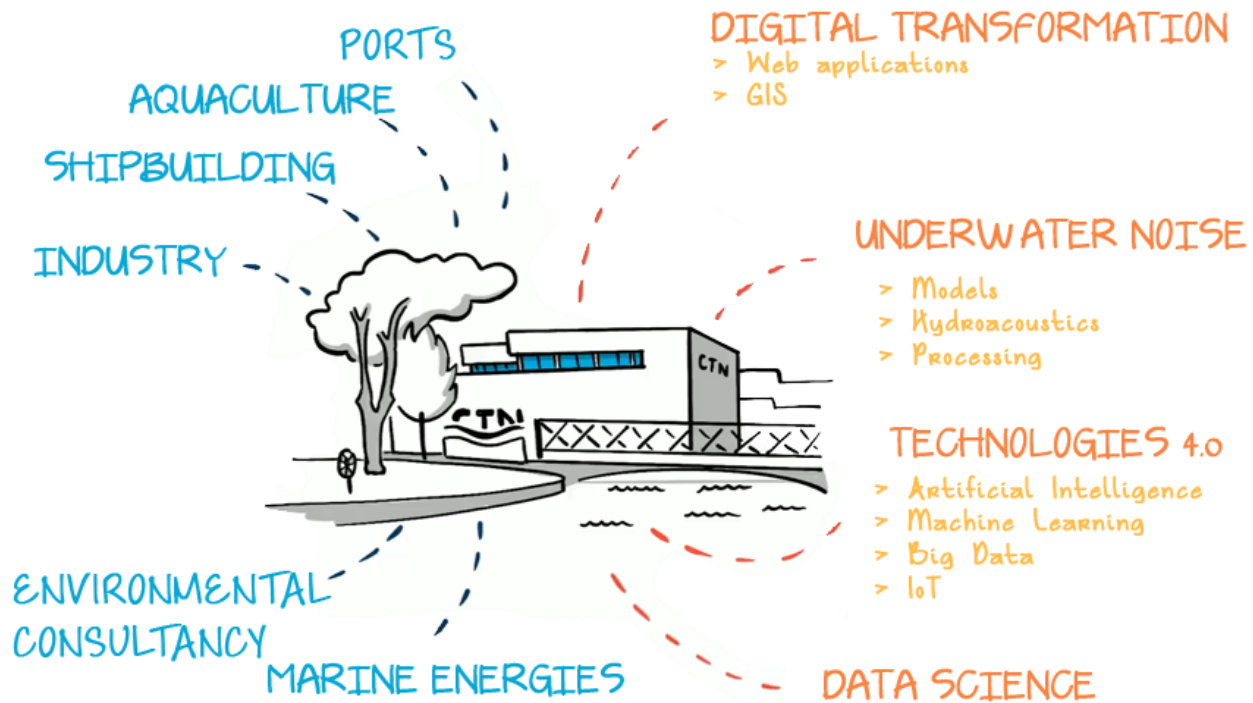 PORTS
AQUACULTURE
SHIPBUILDING
INDUSTRY
ENVIRONMENTAL
CONSULTANCY
MARINE ENERGIES
CTN
CTN
DIGITAL TRANSFORMATION
> Web applications
> GIS
UNDERWATER NOISE
> Models
> Hydroacoustics
> Processing
TECHNOLOGIES 4.0
> Artificial Intelligence
> Machine Learning
> Big Data
> IoT
DATA SCIENCE